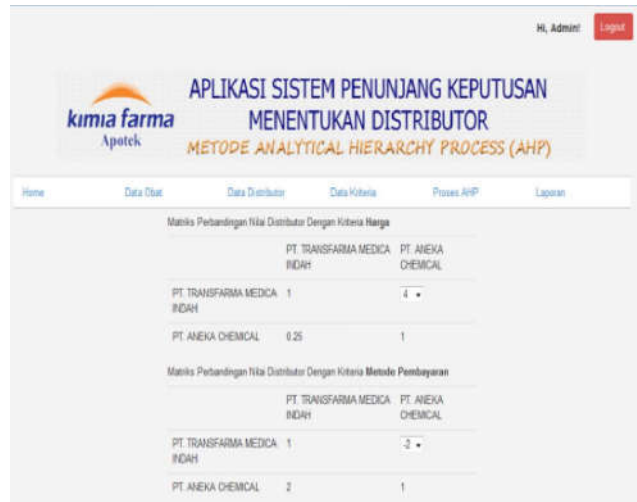 Hi, Admin!
Logout
kimia farma
Apotek
APLIKASI SISTEM PENUNJANG KEPUTUSAN
MENENTUKAN DISTRIBUTOR
METODE ANALYTICAL HIERARCHY PROCESS (AHP)
Home Data Obat Data Distributor Data Kriteria Proses AHP Laporan
Matriks Perbandingan Nilai Distributor Dengan Kriteria Harga
PT. TRANSFARMA MEDICA PT. ANEKA
INDAH CHEMICAL
PT. TRANSFARMA MEDICA 1 4
INDAH
PT. ANEKA CHEMICAL 0.25 1
Matriks Perbandingan Nilai Distributor Dengan Kriteria Metode Pembayaran
PT. TRANSFARMA MEDICA PT. ANEKA
INDAH CHEMICAL
PT. TRANSFARMA MEDICA 1 -2
INDAH
PT. ANEKA CHEMICAL 2 1